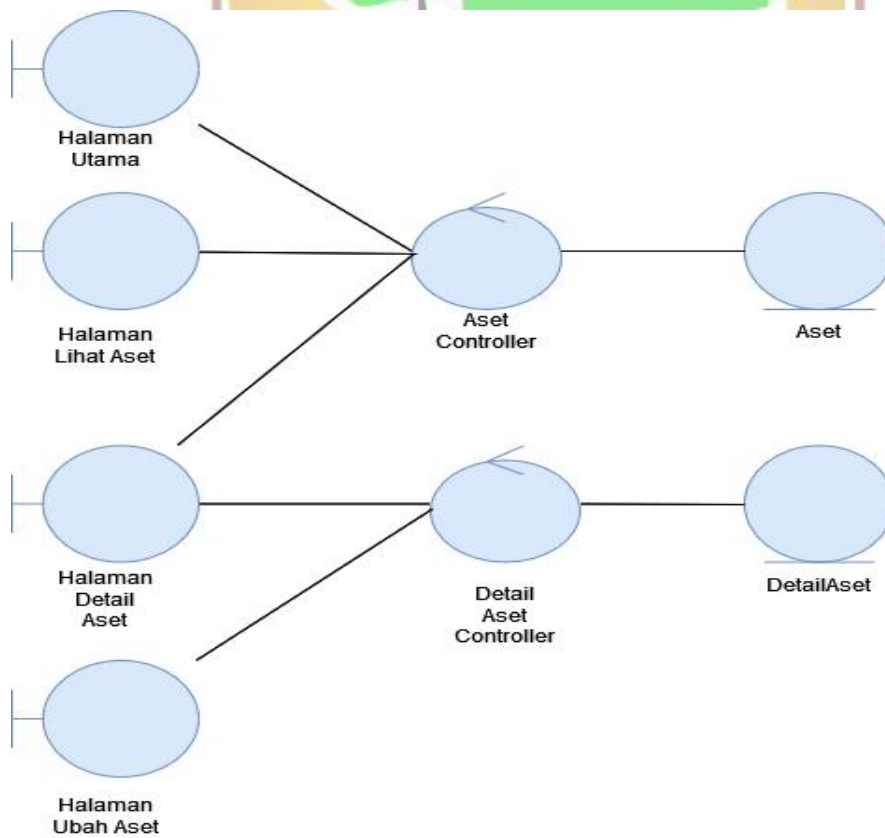 Halaman
Utama
Halaman
Lihat Aset
Aset
Controller
Aset
Halaman
Detail
Aset
Detail
Aset
Controller
DetailAset
Halaman
Ubah Aset